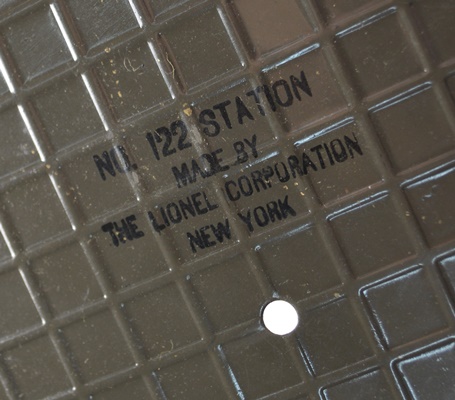 NO. 122 STATION
MADE BY
THE LIONEL CORPORATION
NEW YORK